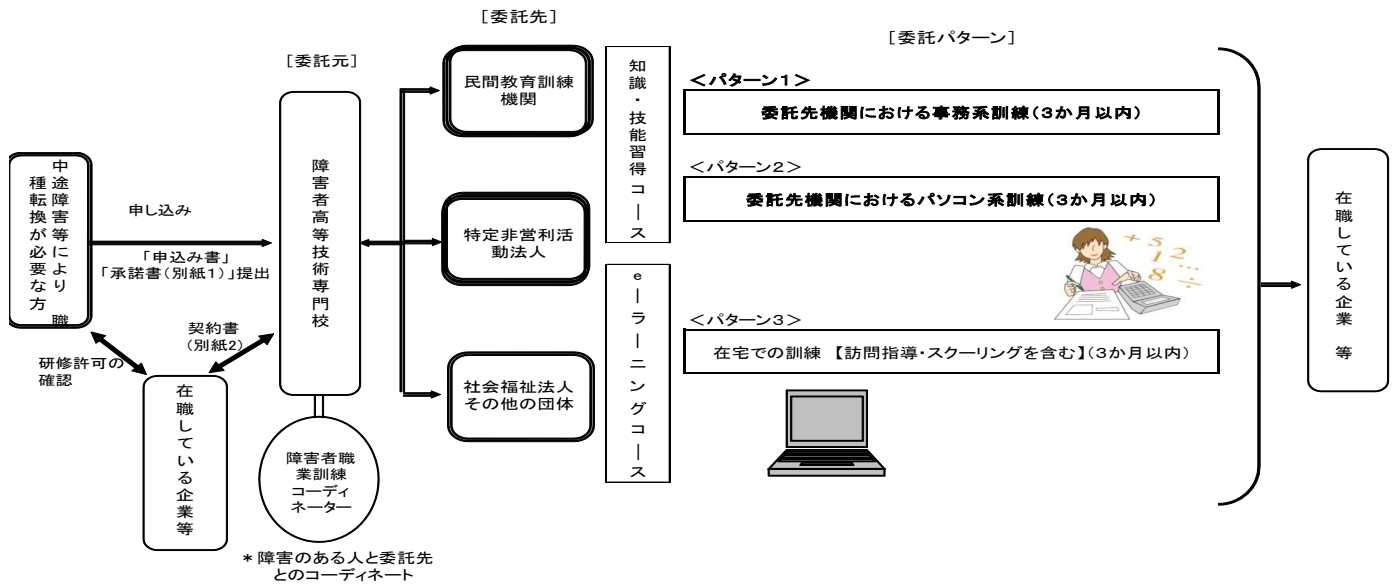 [委託先]
[委託元]
[委託パターン]
中途障害等により 職
種転換が必要な方
申し込み
「申込み書」
「承諾書(別紙1)」提出
研修許可の
確認
契約書
(別紙2)
在職している企業等
障害者高等技術専門校
障害者職
業訓練
コーディ
ネーター
*障害のある人と委託先
とのコーディネート
民間教育訓練
機関
特定非営利活
動法人
社会福祉法人
その他の団体
知識・技能習得コース
eーラーニングコース
<パターン1>
委託先機関における事務系訓練(3か月以内)
<パターン2>
委託先機関におけるパソコン系訓練(3か月以内)
+ 5 2 ...
1 8 ÷
<パターン3>
在宅での訓練 【訪問指導・スクーリングを含む】(3か月以内)
在職している企業 等